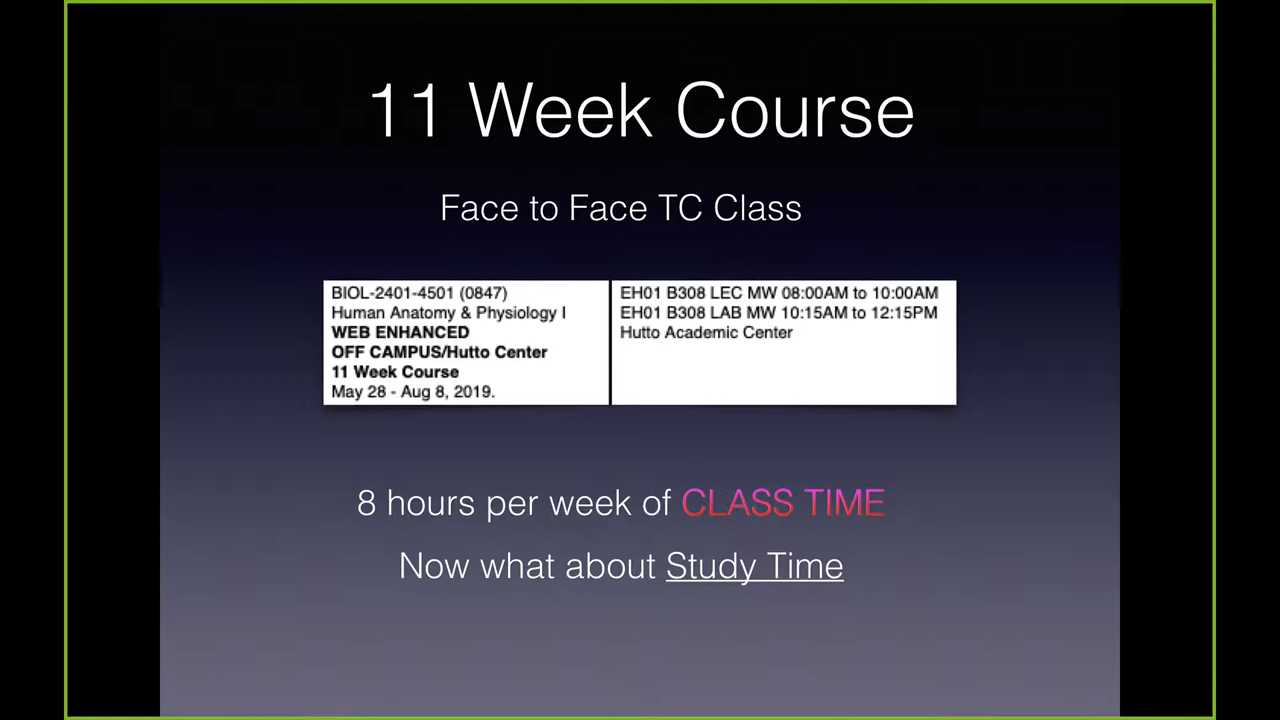 11 Week Course
Face to Face TC Class
BIOL-2401-4501 (0847)
Human Anatomy & Physiology I
WEB ENHANCED
OFF CAMPUS/Hutto Center
11 Week Course
May 28 - Aug 8, 2019.
EH01 B308 LEC MW 08:00AM to 10:00AM
EH01 B308 LAB MW 10:15AM to 12:15PM
Hutto Academic Center
8 hours per week of CLASS TIME
Now what about Study Time